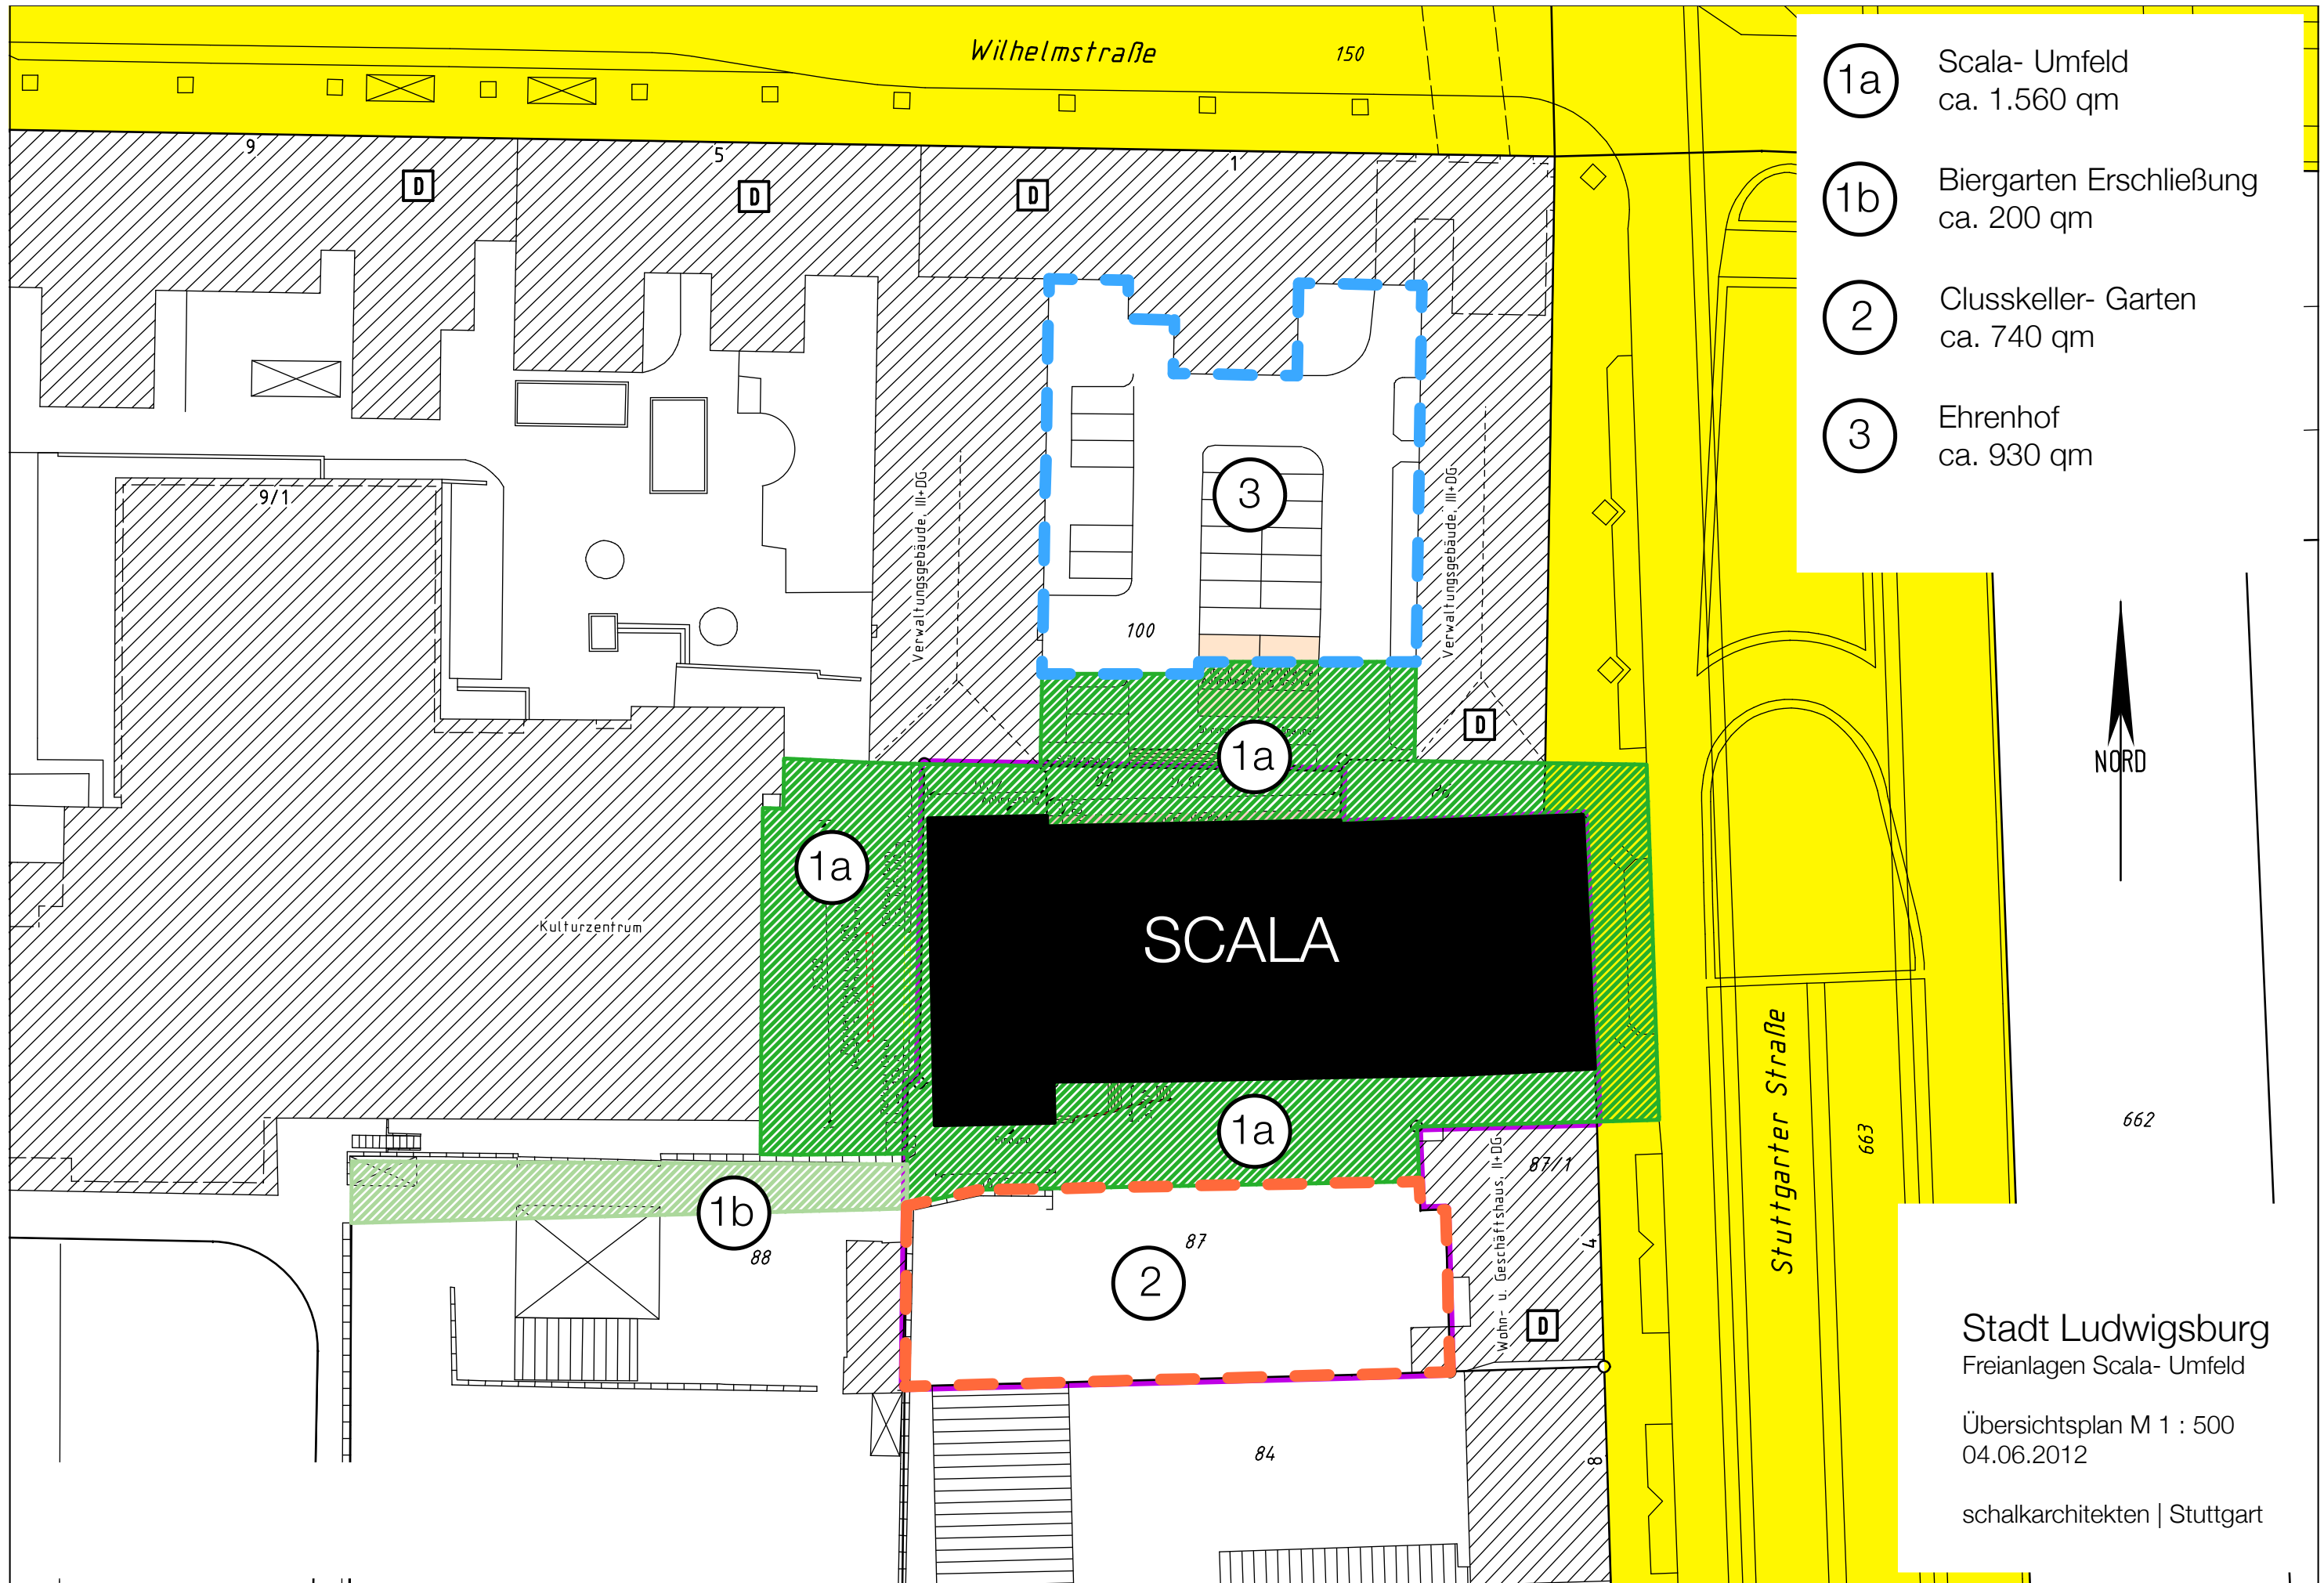 Wilhelmstraße
150
9
5
1
D
D
D
9/1
Verwaltungsgebäude, III+DG
Verwaltungsgebäude, III+DG
3
100
D
1a
65
86
1a
Kulturzentrum
SCALA
1a
1b
88
87
2
87/1
Wohn- u. Geschäftshaus, II+DG
4
D
84
8
Stuttgarter Straße
663
662
NORD
1a
Scala- Umfeld
ca. 1.560 qm
1b
Biergarten Erschließung
ca. 200 qm
2
Clusskeller- Garten
ca. 740 qm
3
Ehrenhof
ca. 930 qm
Stadt Ludwigsburg
Freianlagen Scala- Umfeld
Übersichtsplan M 1 : 500
04.06.2012
schalkarchitekten | Stuttgart